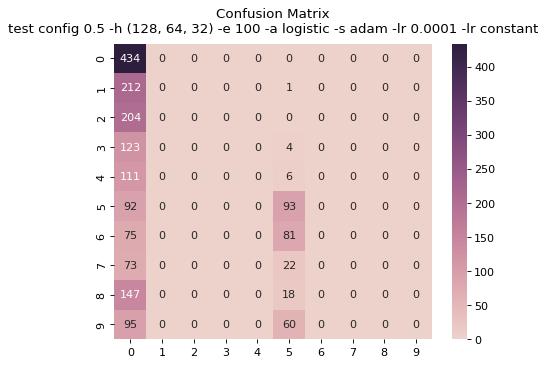 Confusion Matrix
test config 0.5 -h (128, 64, 32) -e 100 -a logistic -s adam -lr 0.0001 -lr constant
0 434 0 0 0 0 0 0 0 0 0
1 212 0 0 0 0 1 0 0 0 0
2 204 0 0 0 0 0 0 0 0 0
3 123 0 0 0 0 4 0 0 0 0
4 111 0 0 0 0 6 0 0 0 0
5 92 0 0 0 0 93 0 0 0 0
6 75 0 0 0 0 81 0 0 0 0
7 73 0 0 0 0 22 0 0 0 0
8 147 0 0 0 0 18 0 0 0 0
9 95 0 0 0 0 60 0 0 0 0
0 1 2 3 4 5 6 7 8 9
400
350
300
250
200
150
100
50
0